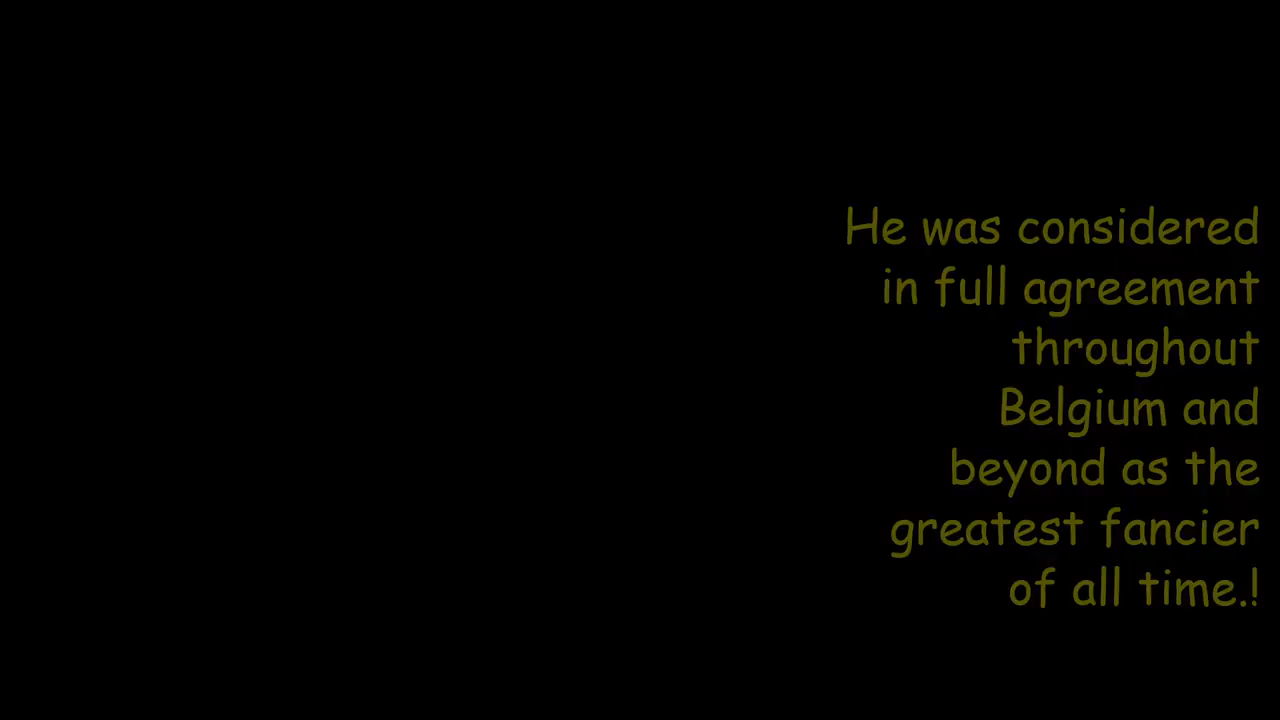 He was considered
in full agreement
throughout
Belgium and
beyond as the
greatest fancier
of all time.!